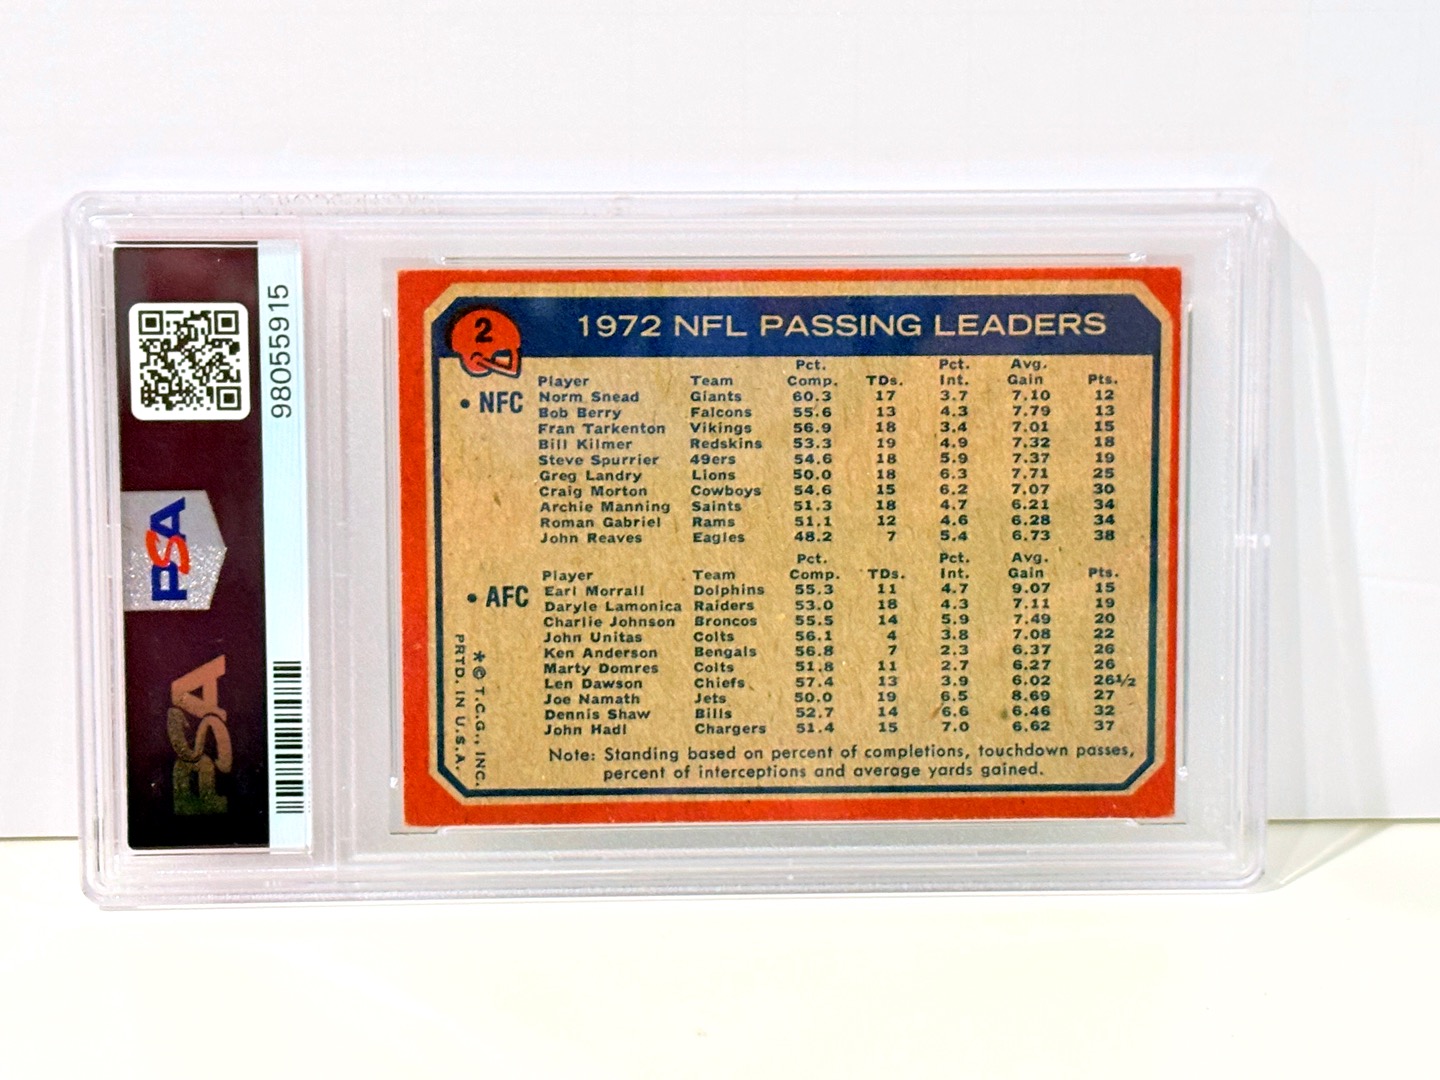 98055915
PSA
PSA
2
1972 NFL PASSING LEADERS
Pct. Pct. Avg.
Player Team Comp. TDs. Int. Gain Pts.
• NFC
Norm Snead Giants 60.3 17 3.7 7.10 12
Bob Berry Falcons 55.6 13 4.3 7.79 13
Fran Tarkenton Vikings 56.9 18 3.4 7.01 15
Bill Kilmer Redskins 53.3 19 4.9 7.32 18
Steve Spurrier 49ers 54.6 18 5.9 7.37 19
Greg Landry Lions 50.0 18 6.3 7.71 25
Craig Morton Cowboys 54.6 15 6.2 7.07 30
Archie Manning Saints 51.3 18 4.7 6.21 34
Roman Gabriel Rams 51.1 12 4.6 6.28 34
John Reaves Eagles 48.2 7 5.4 6.73 38
Pct. Pct. Avg.
Player Team Comp. TDs. Int. Gain Pts.
• AFC
Earl Morrall Dolphins 55.3 11 4.7 9.07 15
Daryle Lamonica Raiders 53.0 18 4.3 7.11 19
Charlie Johnson Broncos 55.5 14 5.9 7.49 20
John Unitas Colts 56.1 4 3.8 7.08 22
Ken Anderson Bengals 56.8 7 2.3 6.37 26
Marty Domres Colts 51.8 11 2.7 6.27 26
Len Dawson Chiefs 57.4 13 3.9 6.02 26½
Joe Namath Jets 50.0 19 6.5 8.69 27
Dennis Shaw Bills 52.7 14 6.6 6.46 32
John Hadl Chargers 51.4 15 7.0 6.62 37
Note: Standing based on percent of completions, touchdown passes,
percent of interceptions and average yards gained.
*© T.C.G., INC.
PRTD. IN U.S.A.